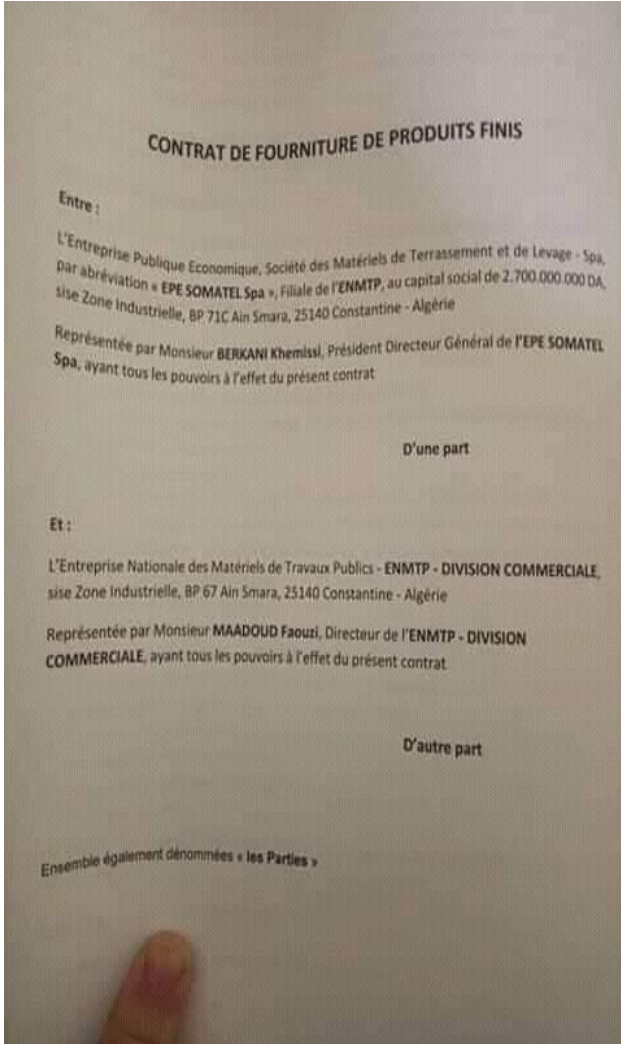 CONTRAT DE FOURNITURE DE PRODUITS FINIS
Entre :
L'Entreprise Publique Economique, Société des Matériels de Terrassement et de Levage - Spa,
par abréviation « EPE SOMATEL Spa », Filiale de l'ENMTP, au capital social de 2.700.000.000 DA,
sise Zone Industrielle, BP 71C Ain Smara, 25140 Constantine - Algérie
Représentée par Monsieur BERKANI Khemissi, Président Directeur Général de l'EPE SOMATEL
Spa, ayant tous les pouvoirs à l'effet du présent contrat
D'une part
Et :
L'Entreprise Nationale des Matériels de Travaux Publics - ENMTP - DIVISION COMMERCIALE,
sise Zone Industrielle, BP 67 Ain Smara, 25140 Constantine - Algérie
Représentée par Monsieur MAADOUD Faouzi, Directeur de l'ENMTP - DIVISION
COMMERCIALE, ayant tous les pouvoirs à l'effet du présent contrat
D'autre part
Ensemble également dénommées « les Parties »